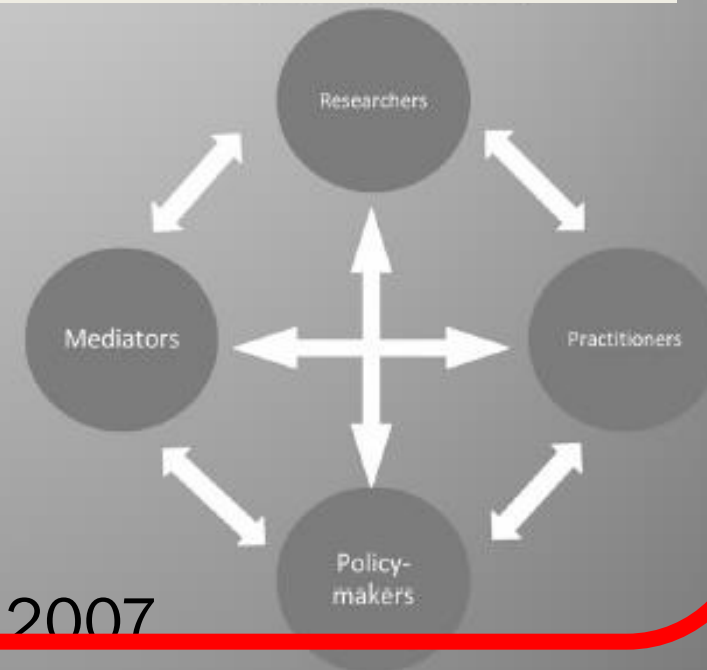 Researchers
Mediators
Practitioners
Policy-
makers
2007